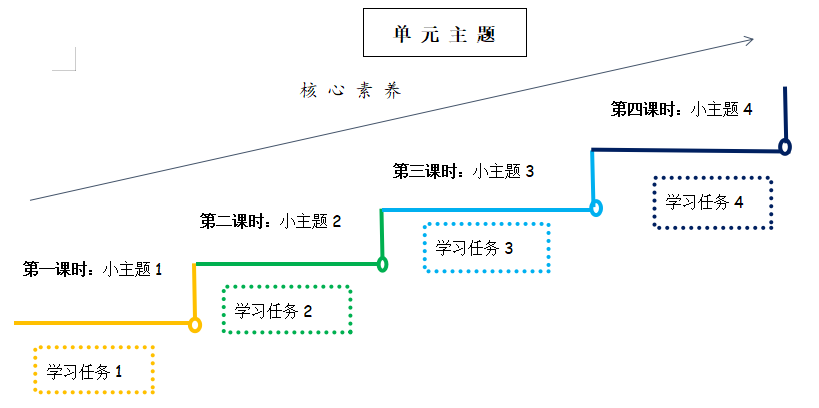 单元主题
核心素养
第四课时：小主题 4
第三课时：小主题 3
学习任务 4
第二课时：小主题 2
学习任务 3
第一课时：小主题 1
学习任务 2
学习任务 1